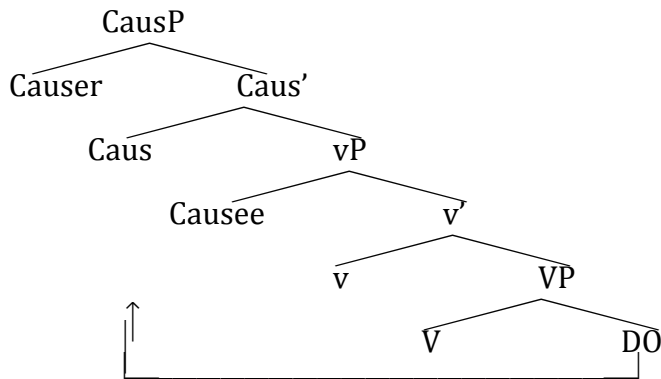 CausP
Causer Caus’
Caus vP
Causee v’
v VP
V DO